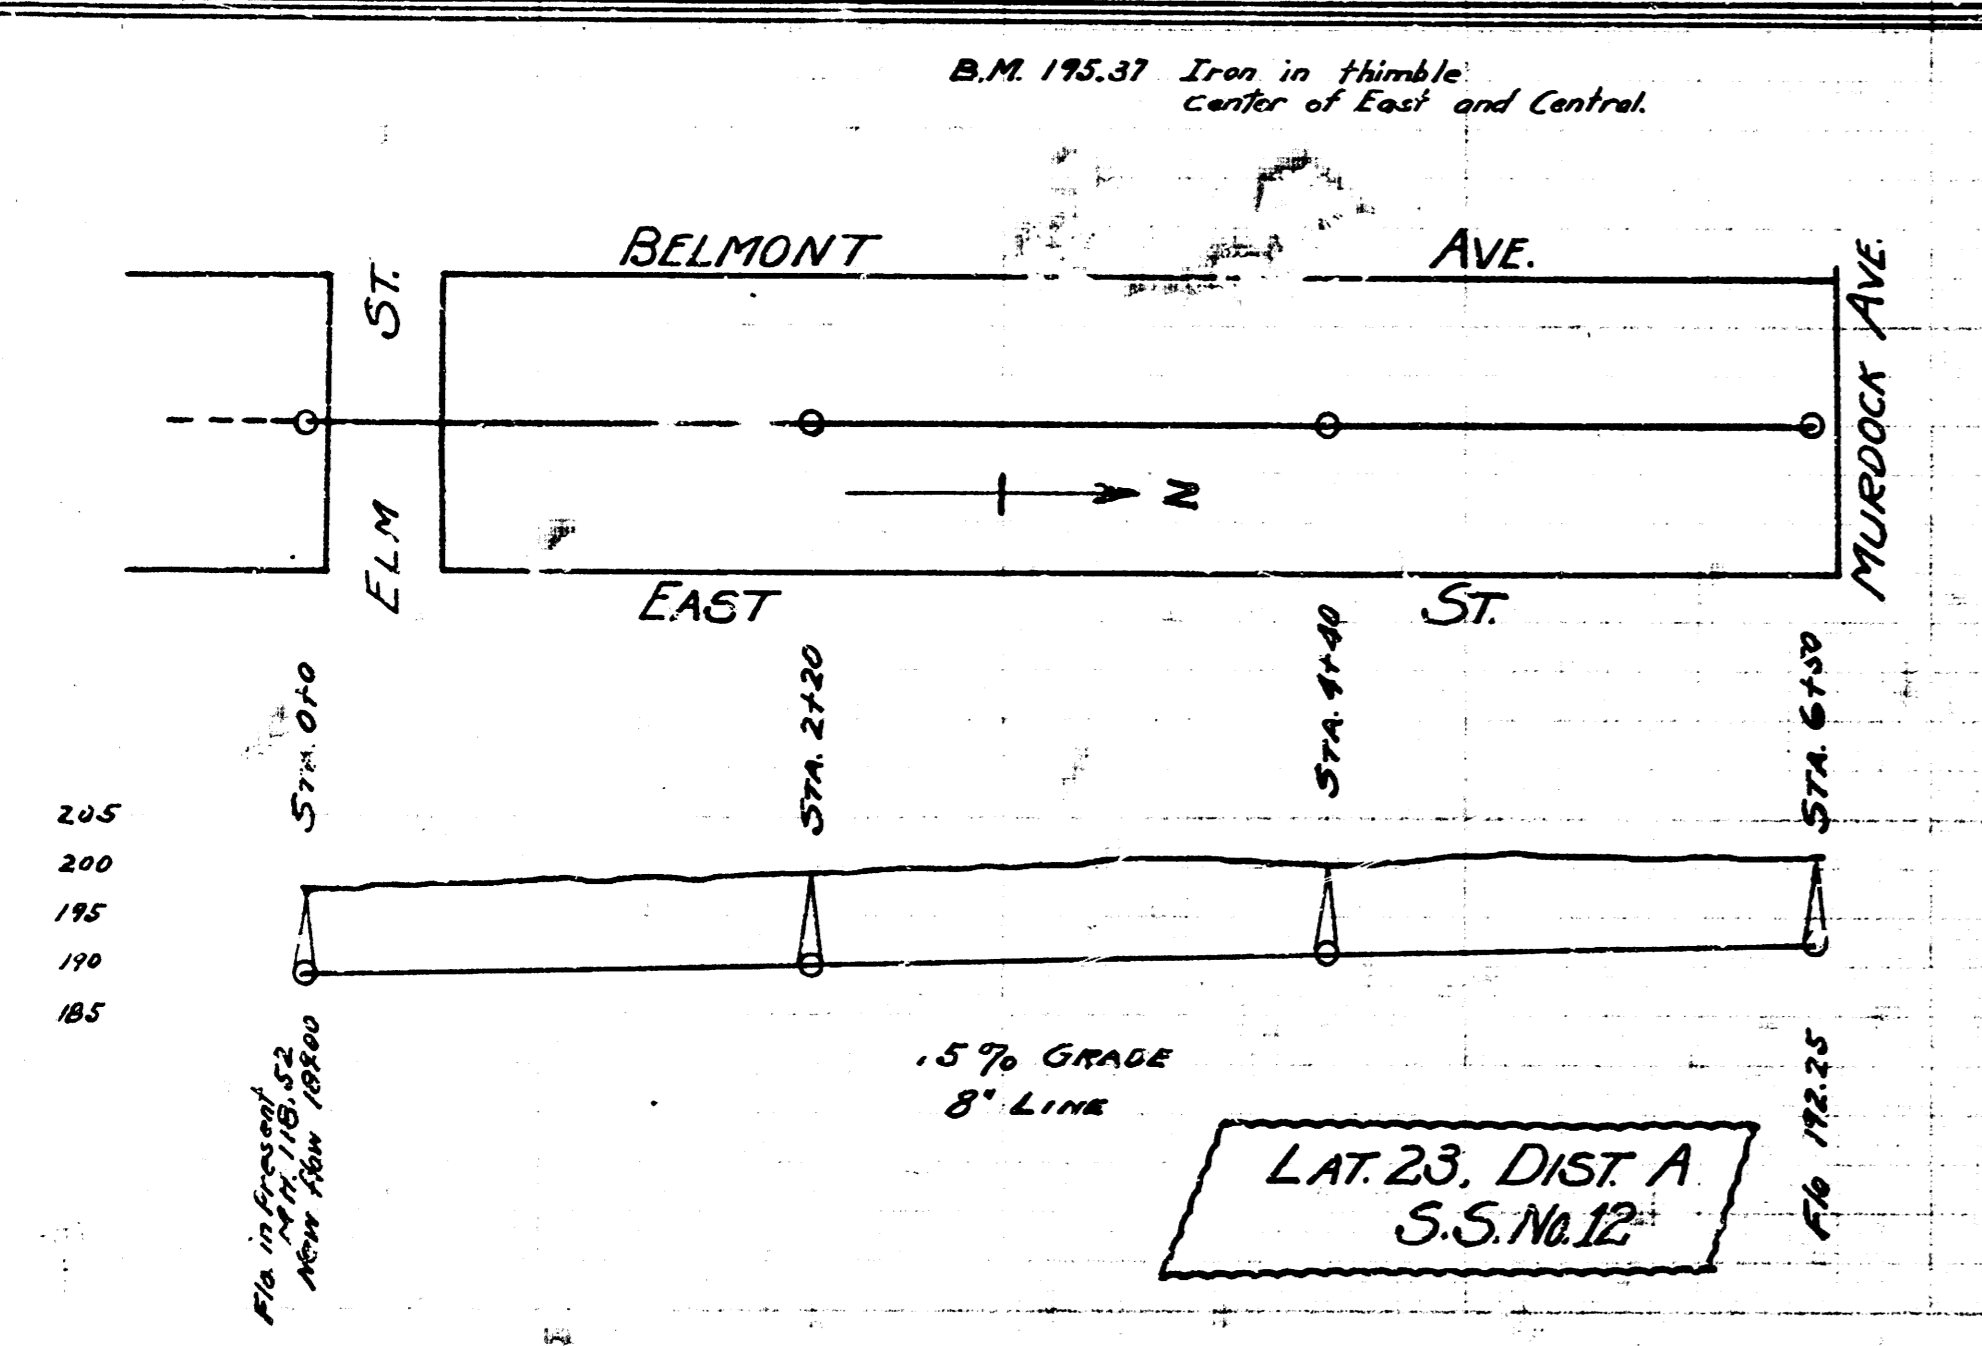 B.M. 195.37 Iron in thimble
center of East and Central.
BELMONT AVE.
ELM ST.
MURDOCK AVE.
N
EAST ST.
STA. 0+0
STA. 2+20
STA. 4+40
STA. 6+50
205
200
195
190
185
Flo. in Present
M.H. 118.52
New flow
.5% GRADE
8" LINE
Flo 192.25
LAT. 23, DIST. A
S.S. No. 12